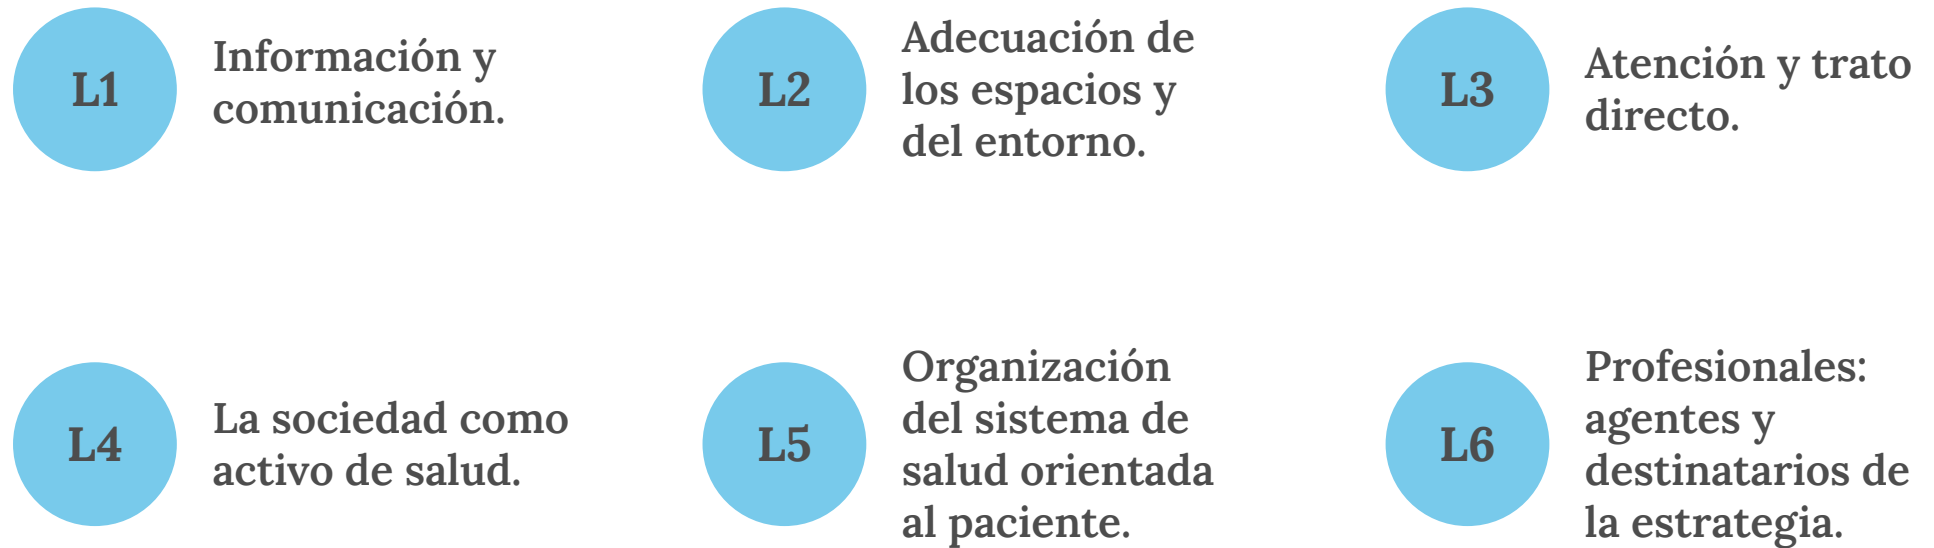 L1
Información y
comunicación.
L2
Adecuación de
los espacios y
del entorno.
L3
Atención y trato
directo.
L4
La sociedad como
activo de salud.
L5
Organización
del sistema de
salud orientada
al paciente.
L6
Profesionales:
agentes y
destinatarios de
la estrategia.